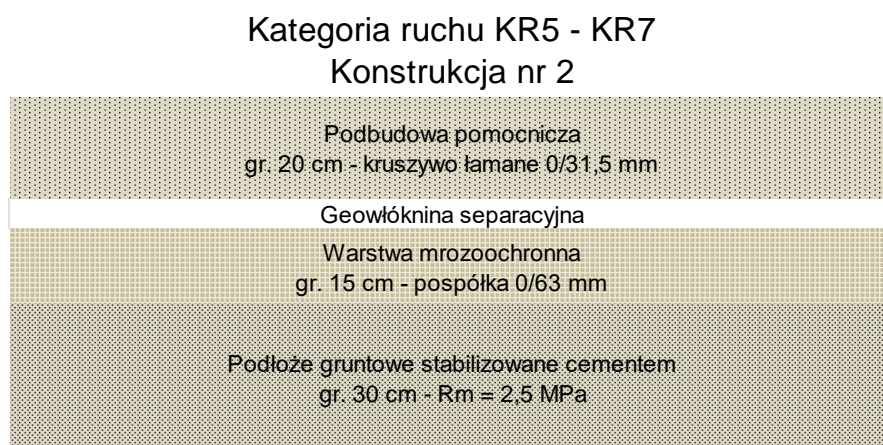 Kategoria ruchu KR5 - KR7
Konstrukcja nr 2
Podbudowa pomocnicza
gr. 20 cm - kruszywo łamane 0/31,5 mm
Geowłóknina separacyjna
Warstwa mrozoochronna
gr. 15 cm - pospółka 0/63 mm
Podłoże gruntowe stabilizowane cementem
gr. 30 cm - Rm = 2,5 MPa